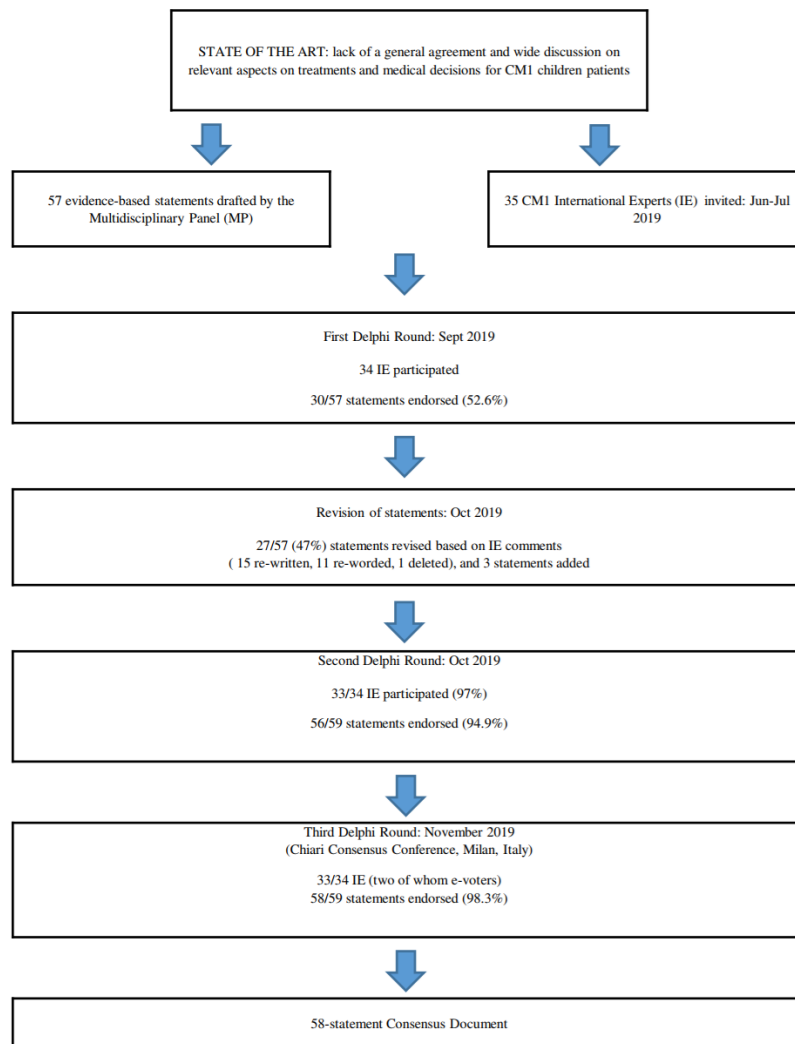 STATE OF THE ART: lack of a general agreement and wide discussion on
relevant aspects on treatments and medical decisions for CM1 children
patients
57 evidence-based statements drafted by the
Multidisciplinary Panel (MP)
35 CM1 International Experts (IE) invited: Jun-Jul
2019
First Delphi Round: Sept 2019
34 IE participated
30/57 statements endorsed (52.6%)
Revision of statements: Oct 2019
27/57 (47%) statements revised based on IE comments
( 15 re-written, 11 re-worded, 1 deleted), and 3 statements added
Second Delphi Round: Oct 2019
33/34 IE participated (97%)
56/59 statements endorsed (94.9%)
Third Delphi Round: November 2019
(Chiari Consensus Conference, Milan, Italy)
33/34 IE (two of whom e-voters)
58/59 statements endorsed (98.3%)
58-statement Consensus Document